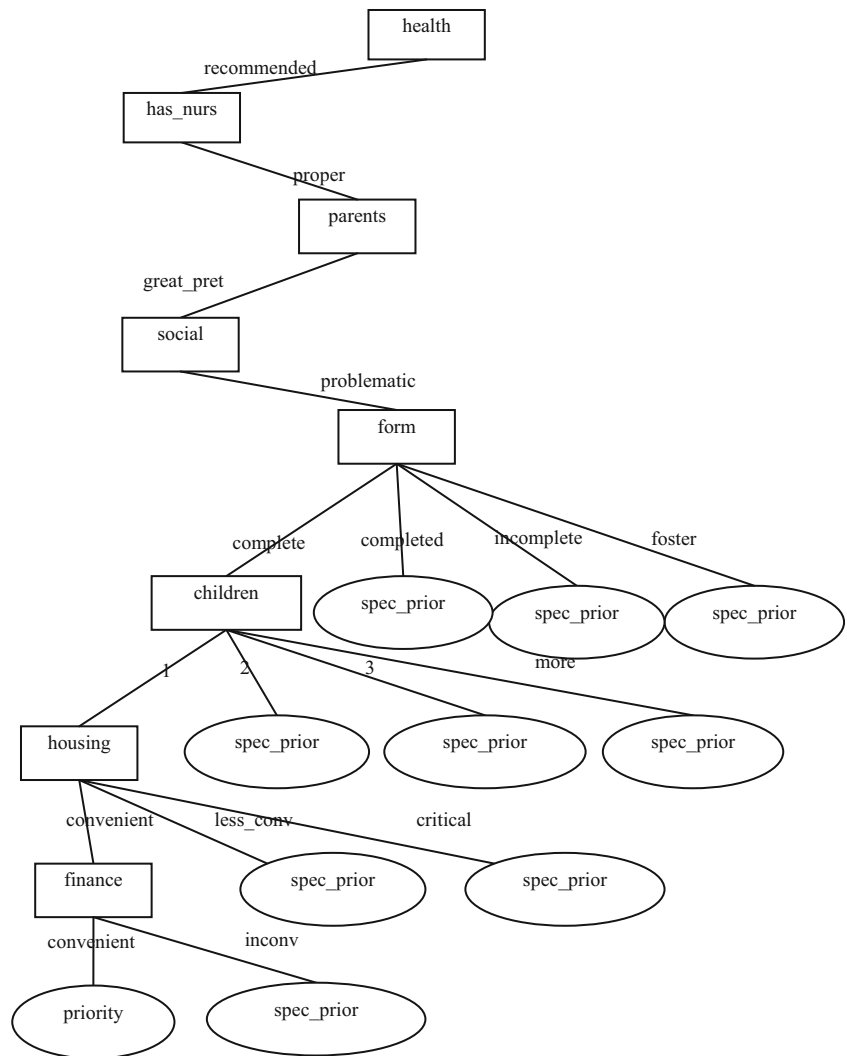 health
recommended
has_nurs
proper
parents
great_pret
social
problematic
form
complete completed incomplete foster
children spec_prior spec_prior spec_prior
1 2 3 more
housing spec_prior spec_prior spec_prior
convenient less_conv critical
finance spec_prior spec_prior
convenient inconv
priority spec_prior